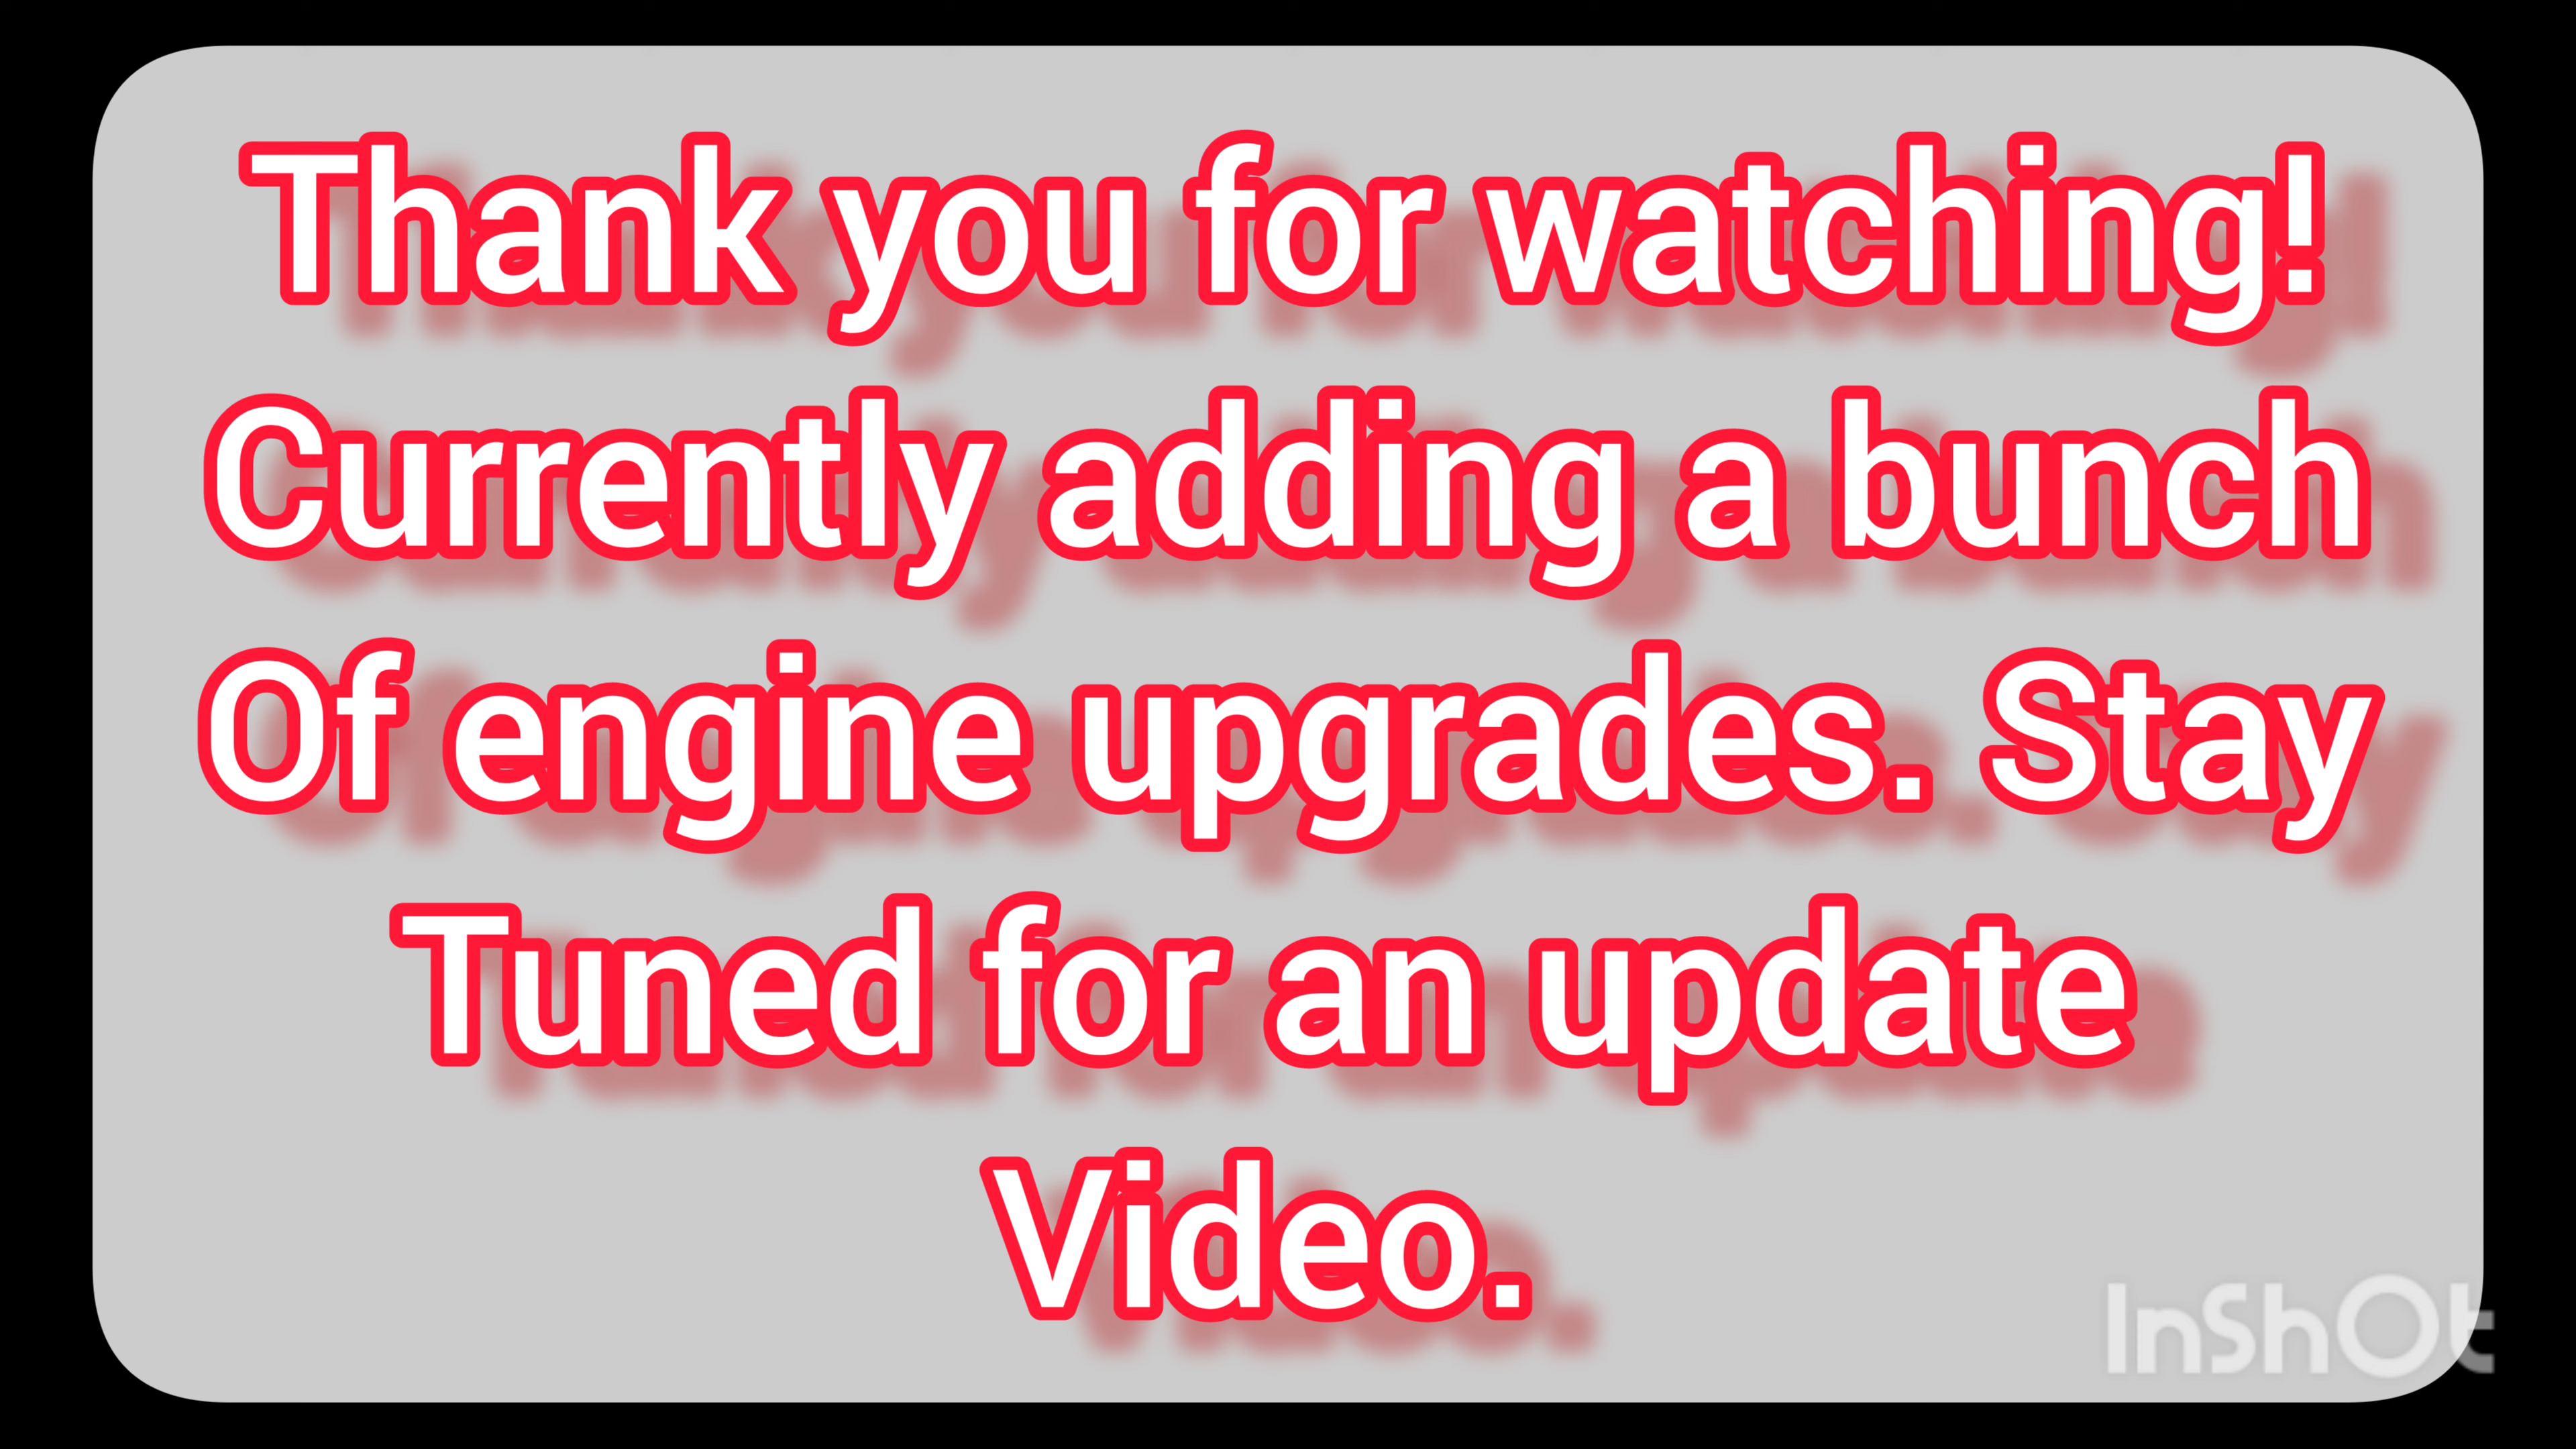 Thank you for watching!
Currently adding a bunch
Of engine upgrades. Stay
Tuned for an update
Video.
InShOt